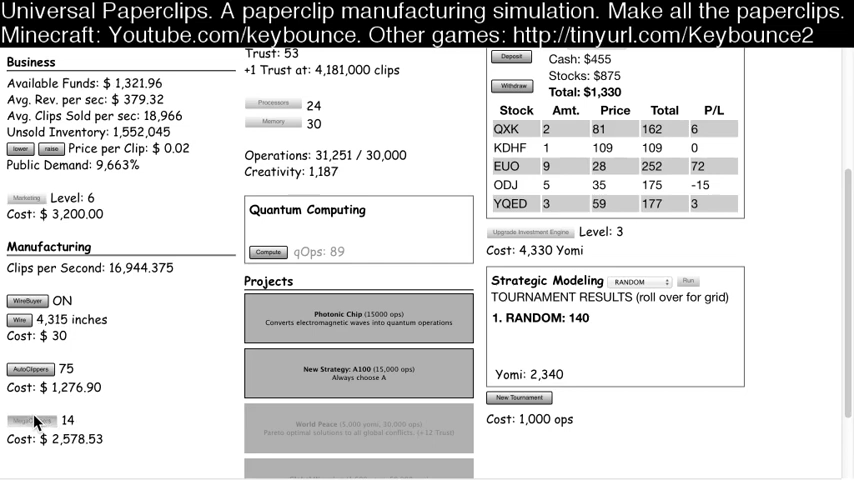 Universal Paperclips. A paperclip manufacturing simulation. Make all the paperclips.
Minecraft: Youtube.com/keybounce. Other games: http://tinyurl.com/Keybounce2
Business
Available Funds: $ 1,321.96
Avg. Rev. per sec: $ 379.32
Avg. Clips Sold per sec: 18,966
Unsold Inventory: 1,552,045
lower raise Price per Clip: $ 0.02
Public Demand: 9,663%
Marketing Level: 6
Cost: $ 3,200.00
Manufacturing
Clips per Second: 16,944.375
WireBuyer ON
Wire 4,315 inches
Cost: $ 30
AutoClippers 75
Cost: $ 1,276.90
14
Cost: $ 2,578.53
Trust: 53
+1 Trust at: 4,181,000 clips
Processors 24
Memory 30
Operations: 31,251 / 30,000
Creativity: 1,187
Quantum Computing
Compute qOps: 89
Projects
Photonic Chip (15000 ops)
Converts electromagnetic waves into quantum operations
New Strategy: A100 (15,000 ops)
Always choose A
World Peace (5,000 yomi, 30,000 ops)
Pareto optimal solutions to all global conflicts. (+12 Trust)
Deposit Cash: $455
Stocks: $875
Withdraw Total: $1,330
Stock Amt. Price Total P/L
QXK 2 81 162 6
KDHF 1 109 109 0
EUO 9 28 252 72
ODJ 5 35 175 -15
YQED 3 59 177 3
Upgrade Investment Engine Level: 3
Cost: 4,330 Yomi
Strategic Modeling RANDOM Run
TOURNAMENT RESULTS (roll over for grid)
1. RANDOM: 140
Yomi: 2,340
New Tournament
Cost: 1,000 ops